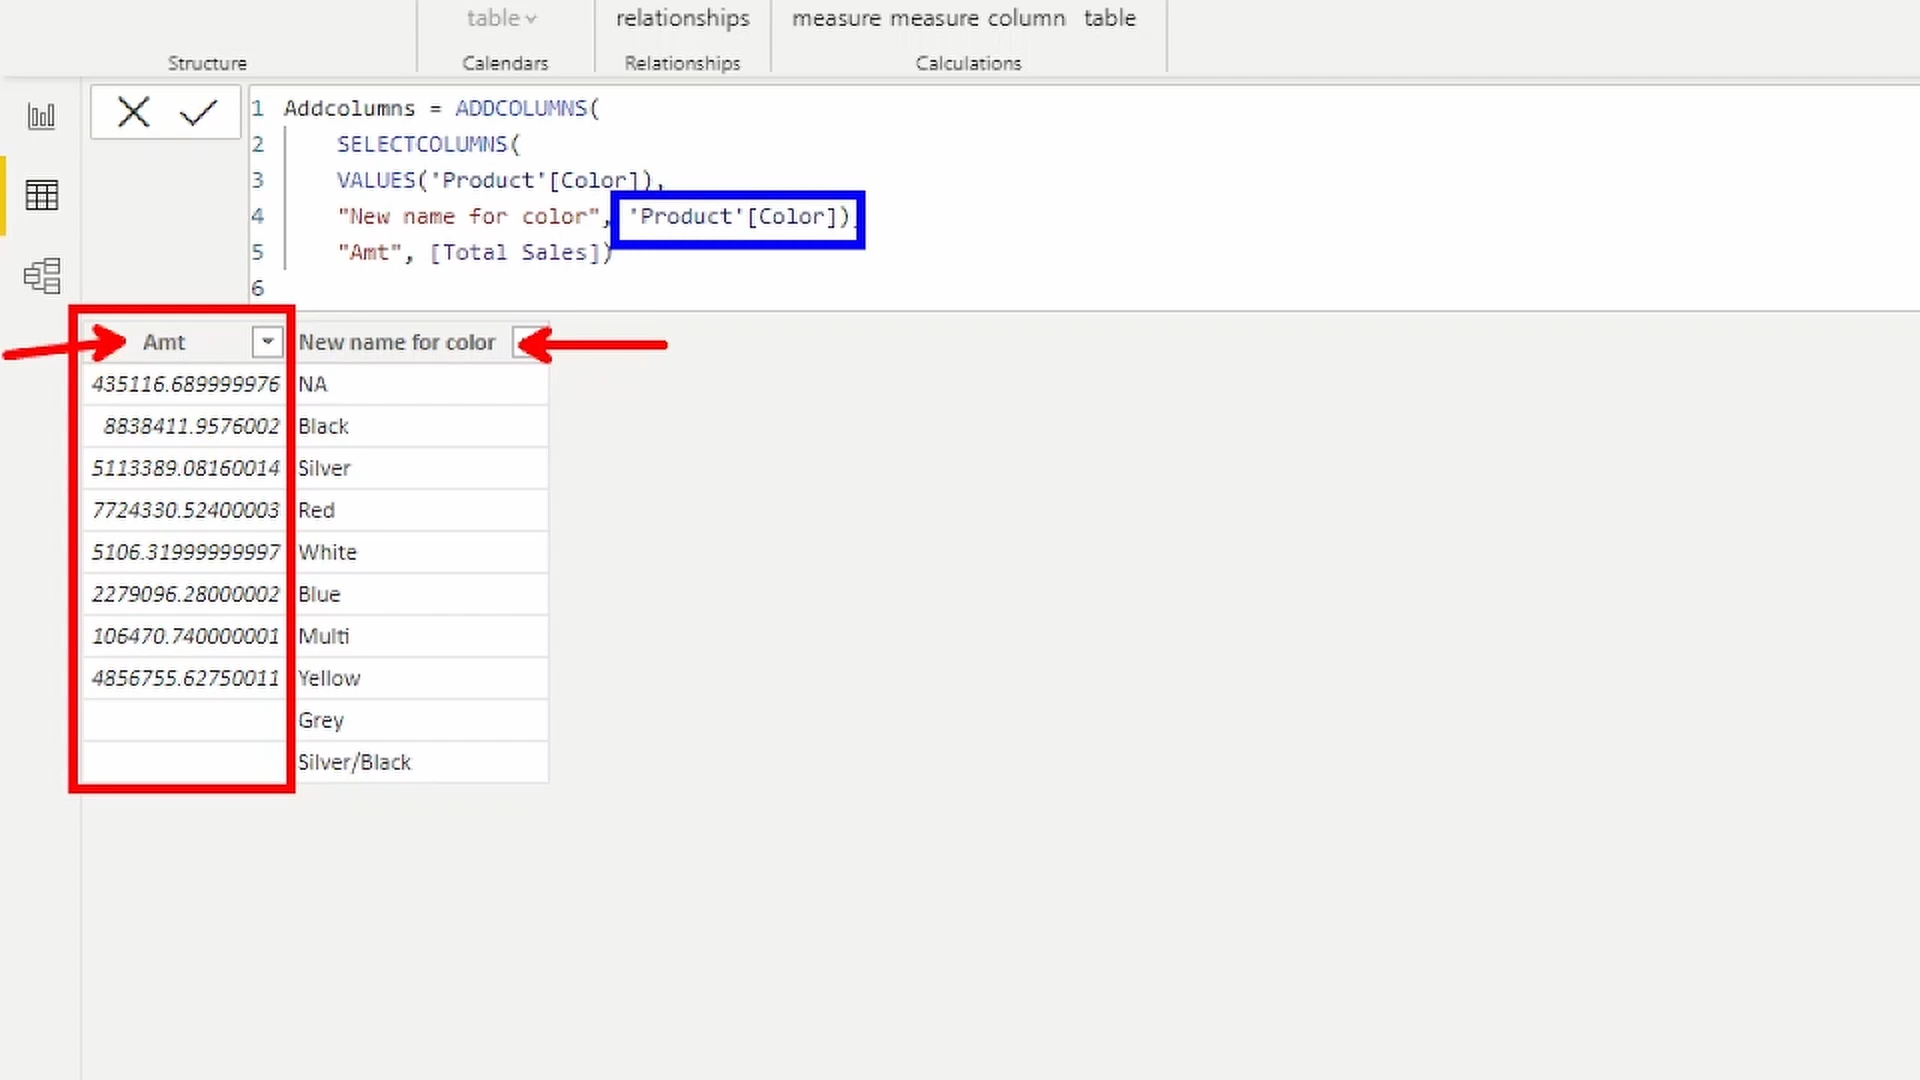 table
relationships
measure measure column table
Structure
Calendars
Relationships
Calculations
1 Addcolumns = ADDCOLUMNS(
2 SELECTCOLUMNS(
3 VALUES('Product'[Color]),
4 "New name for color", 'Product'[Color]),
5 "Amt", [Total Sales])
6
Amt New name for color
435116.689999976 NA
8838411.9576002 Black
5113389.08160014 Silver
7724330.52400003 Red
5106.31999999997 White
2279096.28000002 Blue
106470.740000001 Multi
4856755.62750011 Yellow
Grey
Silver/Black